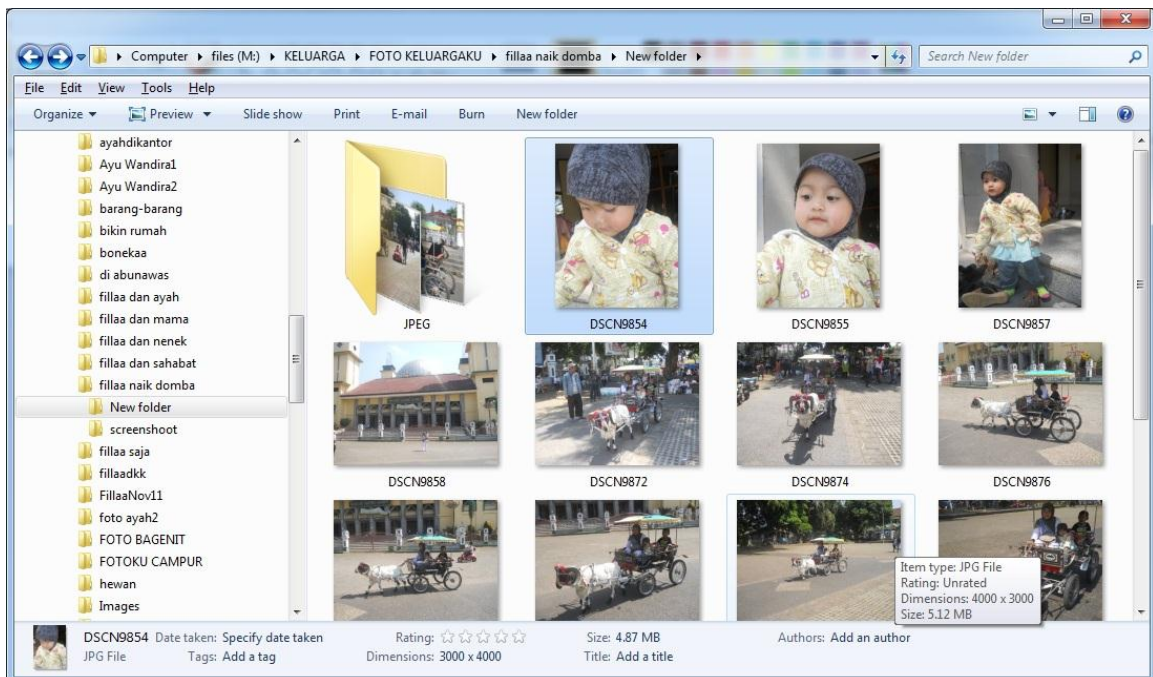 Computer ▸ files (M:) ▸ KELUARGA ▸ FOTO KELUARGAKU ▸ fillaa naik domba ▸ New folder ▸
Search New folder
File Edit View Tools Help
Organize Preview Slide show Print E-mail Burn New folder
ayahdikantor
Ayu Wandira1
Ayu Wandira2
barang-barang
bikin rumah
bonekaa
di abunawas
fillaa dan ayah
fillaa dan mama
fillaa dan nenek
fillaa dan sahabat
fillaa naik domba
New folder
screenshoot
fillaa saja
fillaadkk
FillaaNov11
foto ayah2
FOTO BAGENIT
FOTOKU CAMPUR
hewan
Images
JPEG DSCN9854 DSCN9855 DSCN9857
DSCN9858 DSCN9872 DSCN9874 DSCN9876
Item type: JPG File
Rating: Unrated
Dimensions: 4000 x 3000
Size: 5.12 MB
DSCN9854 Date taken: Specify date taken Rating: Size: 4.87 MB Authors: Add an author
JPG File Tags: Add a tag Dimensions: 3000 x 4000 Title: Add a title